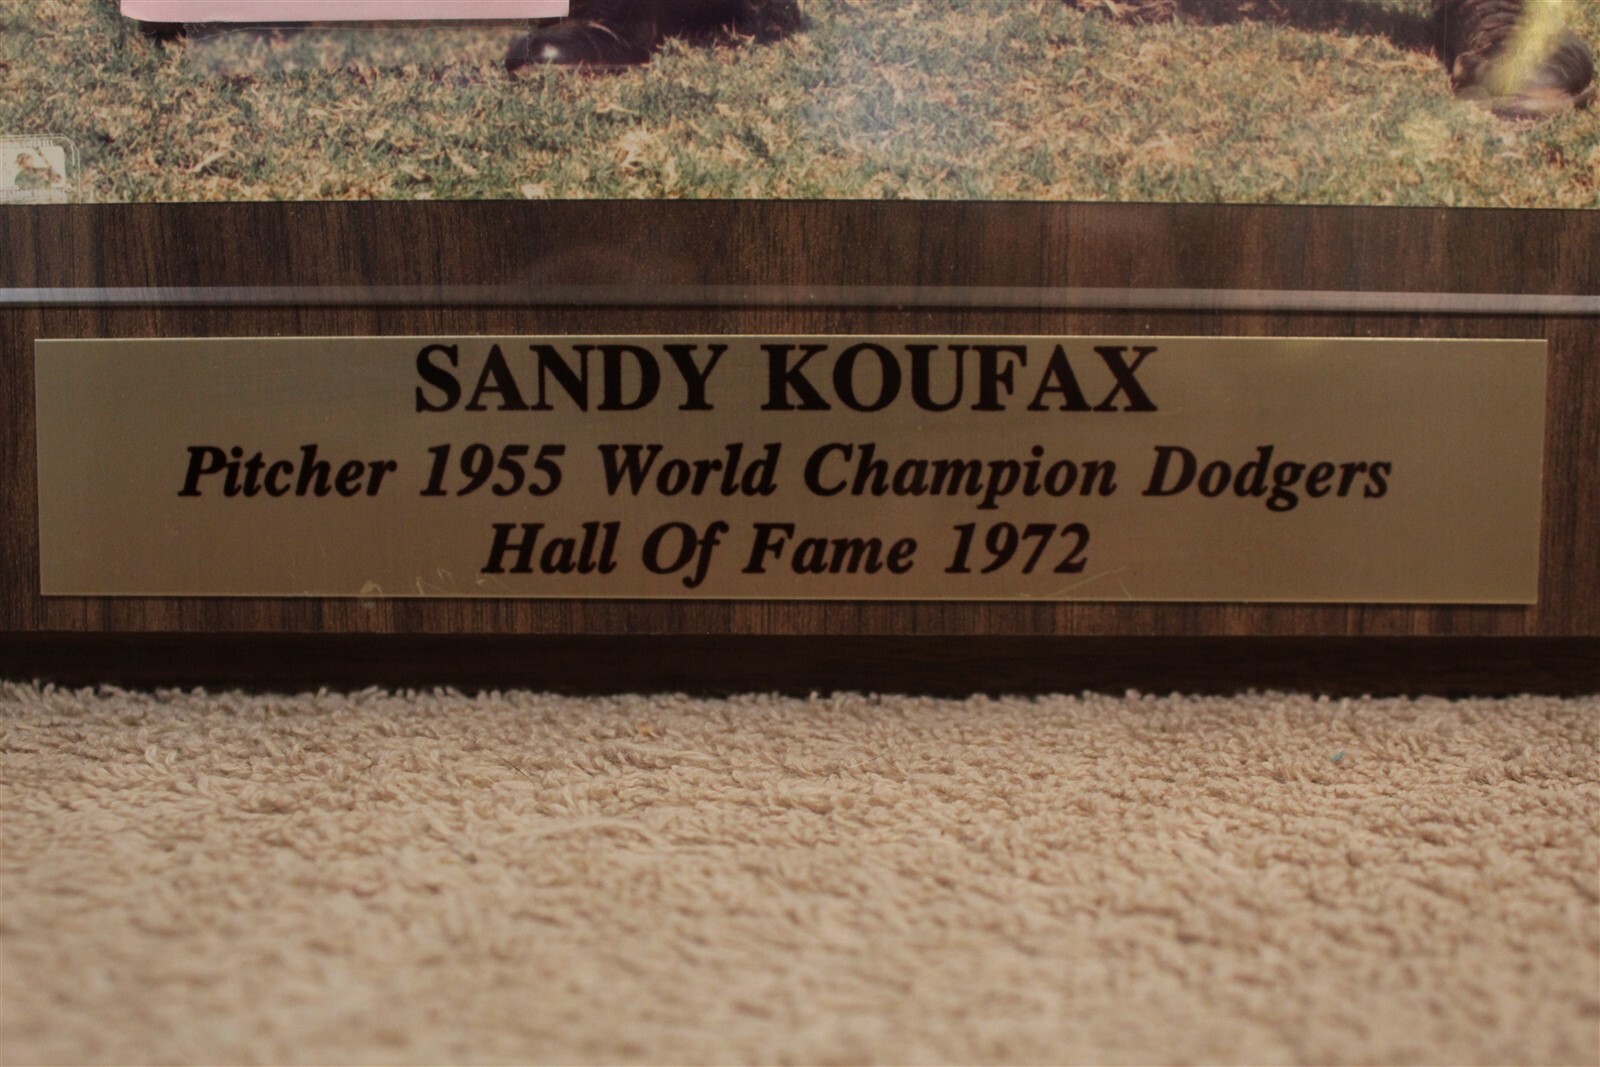 SANDY KOUFAX
Pitcher 1955 World Champion Dodgers
Hall Of Fame 1972